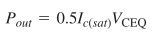 P_out = 0.5I_c(sat)V_CEQ